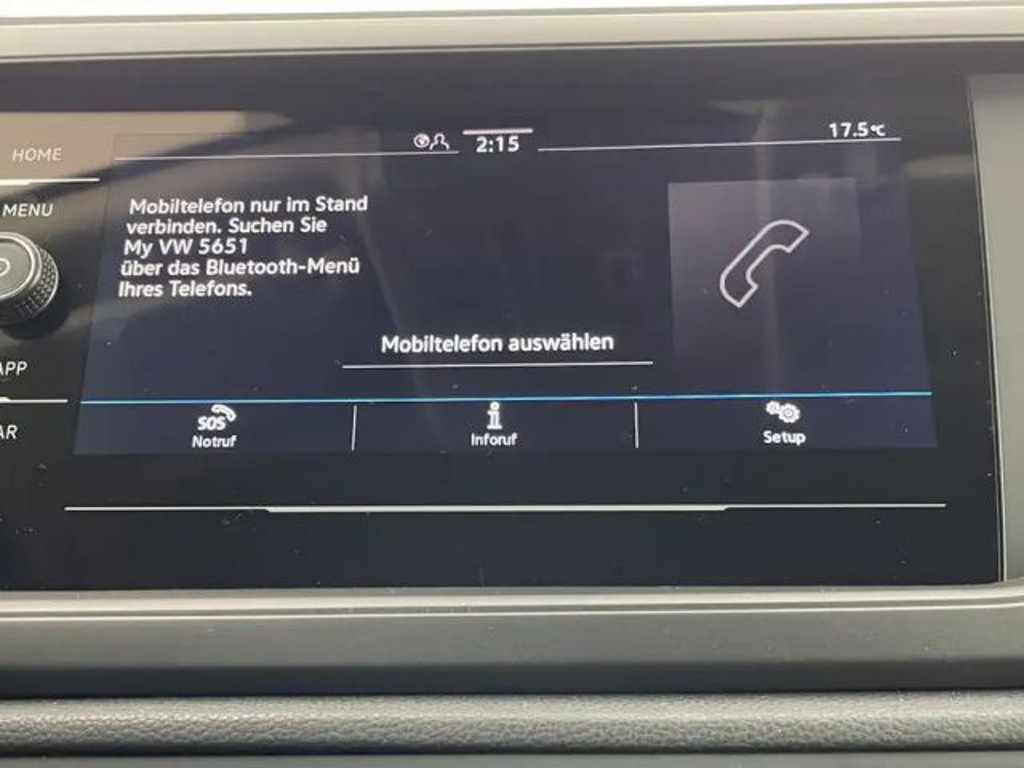 HOME
2:15
17.5°C
MENU
Mobiltelefon nur im Stand
verbinden. Suchen Sie
My VW 5651
über das Bluetooth-Menü
Ihres Telefons.
Mobiltelefon auswählen
APP
SOS
Notruf
Inforuf
Setup